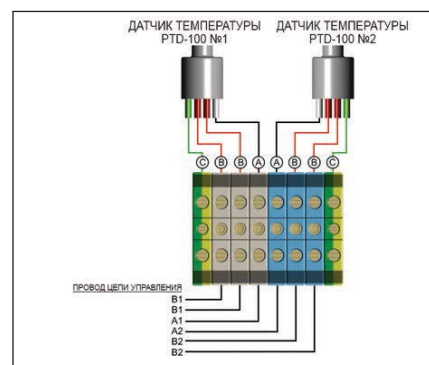 ДАТЧИК ТЕМПЕРАТУРЫ
PTD-100 №1
ДАТЧИК ТЕМПЕРАТУРЫ
PTD-100 №2
C B B A A B B C
ПРОВОД ЦЕПИ УПРАВЛЕНИЯ
B1
B1
A1
A2
B2
B2